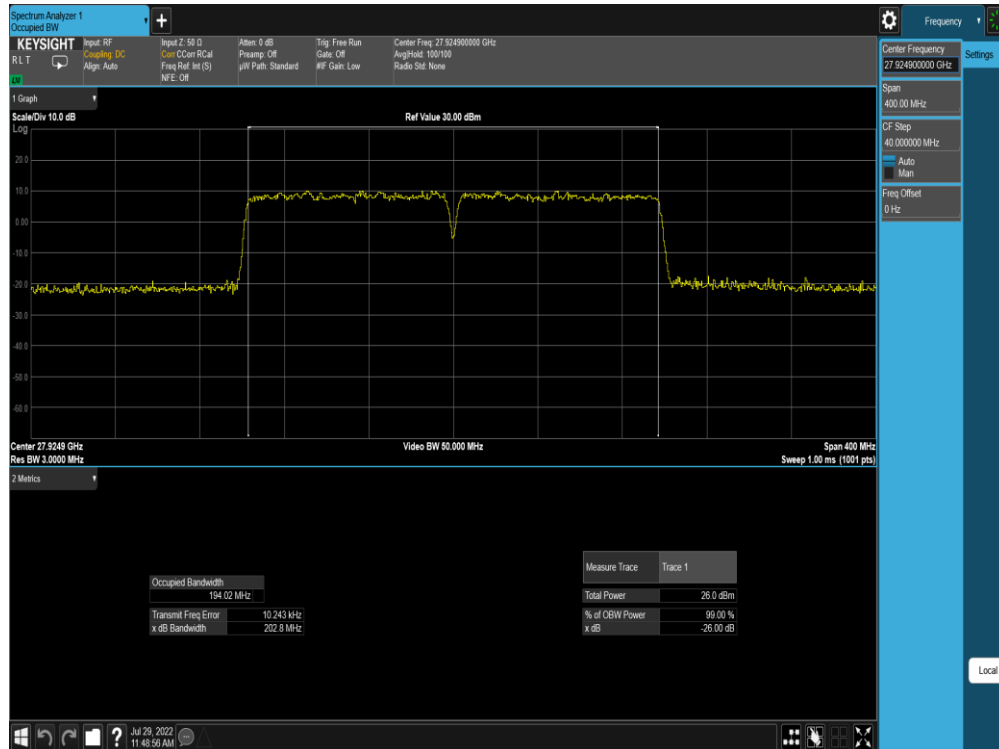 Spectrum Analyzer 1
Occupied BW
Frequency
KEYSIGHT
R L T
LW
Input: RF
Coupling: DC
Align: Auto
Input Z: 50 Ω
Corr CCorr RCal
Freq Ref: Int (S)
NFE: Off
Atten: 0 dB
Preamp: Off
µW Path: Standard
Trig: Free Run
Gate: Off
#IF Gain: Low
Center Freq: 27.924900000 GHz
Avg|Hold: 100/100
Radio Std: None
Center Frequency
27.924900000 GHz
Settings
Span
400.00 MHz
CF Step
40.000000 MHz
Auto
Man
Freq Offset
0 Hz
1 Graph
Scale/Div 10.0 dB
Ref Value 30.00 dBm
Log
20.0
10.0
0.00
-10.0
-20.0
-30.0
-40.0
-50.0
-60.0
Center 27.9249 GHz
Video BW 50.000 MHz
Span 400 MHz
Res BW 3.0000 MHz
Sweep 1.00 ms (1001 pts)
2 Metrics
Measure Trace Trace 1
Occupied Bandwidth
194.02 MHz
Total Power 26.0 dBm
Transmit Freq Error 10.243 kHz
% of OBW Power 99.00 %
x dB Bandwidth 202.8 MHz
x dB -26.00 dB
Local
?
Jul 29, 2022
11:48:56 AM